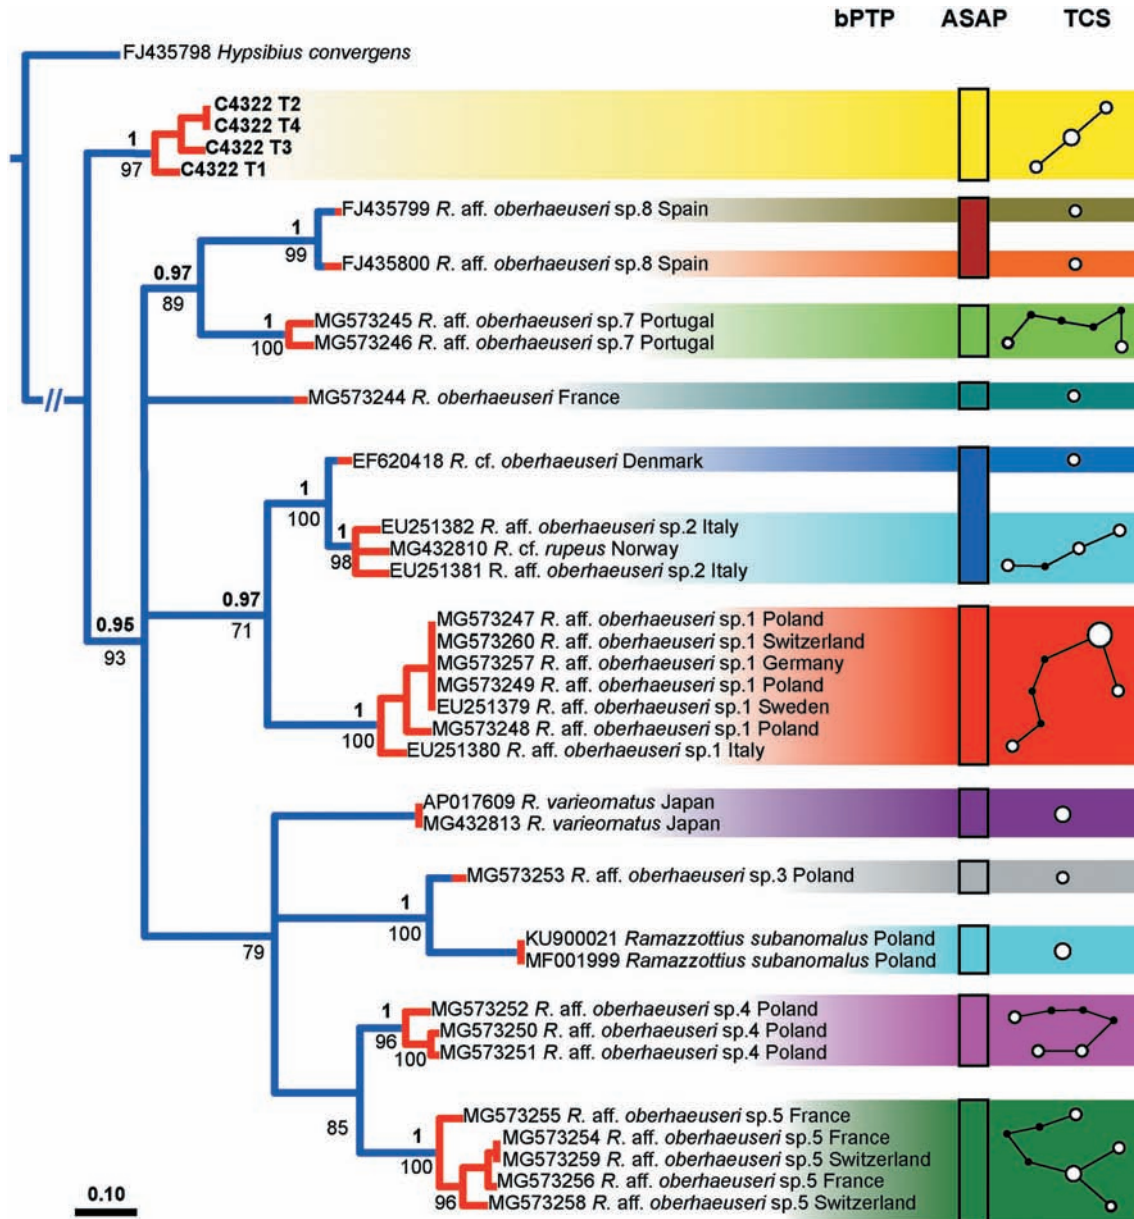 bPTP ASAP TCS
FJ435798 Hypsibius convergens
C4322 T2
C4322 T4
1
C4322 T3
97
C4322 T1
FJ435799 R. aff. oberhaeuseri sp.8 Spain
1
99
FJ435800 R. aff. oberhaeuseri sp.8 Spain
0.97
89
MG573245 R. aff. oberhaeuseri sp.7 Portugal
1
100
MG573246 R. aff. oberhaeuseri sp.7 Portugal
MG573244 R. oberhaeuseri France
//
EF620418 R. cf. oberhaeuseri Denmark
1
100
EU251382 R. aff. oberhaeuseri sp.2 Italy
1
MG432810 R. cf. rupeus Norway
98
EU251381 R. aff. oberhaeuseri sp.2 Italy
0.97
71
0.95
93
MG573247 R. aff. oberhaeuseri sp.1 Poland
MG573260 R. aff. oberhaeuseri sp.1 Switzerland
MG573257 R. aff. oberhaeuseri sp.1 Germany
MG573249 R. aff. oberhaeuseri sp.1 Poland
EU251379 R. aff. oberhaeuseri sp.1 Sweden
1
MG573248 R. aff. oberhaeuseri sp.1 Poland
100
EU251380 R. aff. oberhaeuseri sp.1 Italy
AP017609 R. varieornatus Japan
MG432813 R. varieornatus Japan
MG573253 R. aff. oberhaeuseri sp.3 Poland
1
100
79
KU900021 Ramazzottius subanomalus Poland
MF001999 Ramazzottius subanomalus Poland
MG573252 R. aff. oberhaeuseri sp.4 Poland
1
96
MG573250 R. aff. oberhaeuseri sp.4 Poland
100
MG573251 R. aff. oberhaeuseri sp.4 Poland
85
MG573255 R. aff. oberhaeuseri sp.5 France
1
MG573254 R. aff. oberhaeuseri sp.5 France
100
MG573259 R. aff. oberhaeuseri sp.5 Switzerland
MG573256 R. aff. oberhaeuseri sp.5 France
96
MG573258 R. aff. oberhaeuseri sp.5 Switzerland
0.10